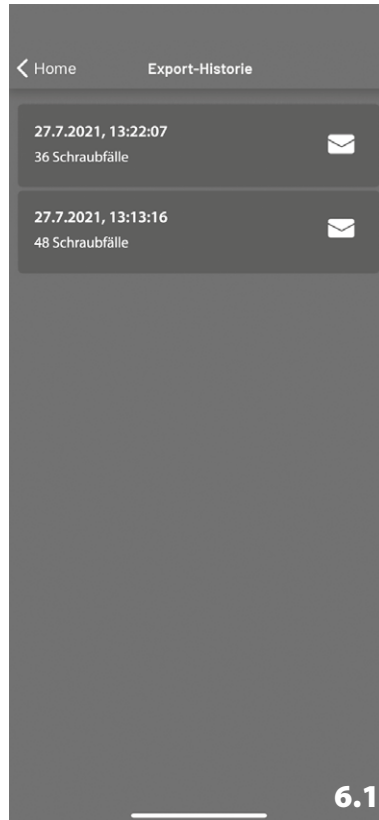 Home
Export-Historie
27.7.2021, 13:22:07
36 Schraubfälle
27.7.2021, 13:13:16
48 Schraubfälle
6.1